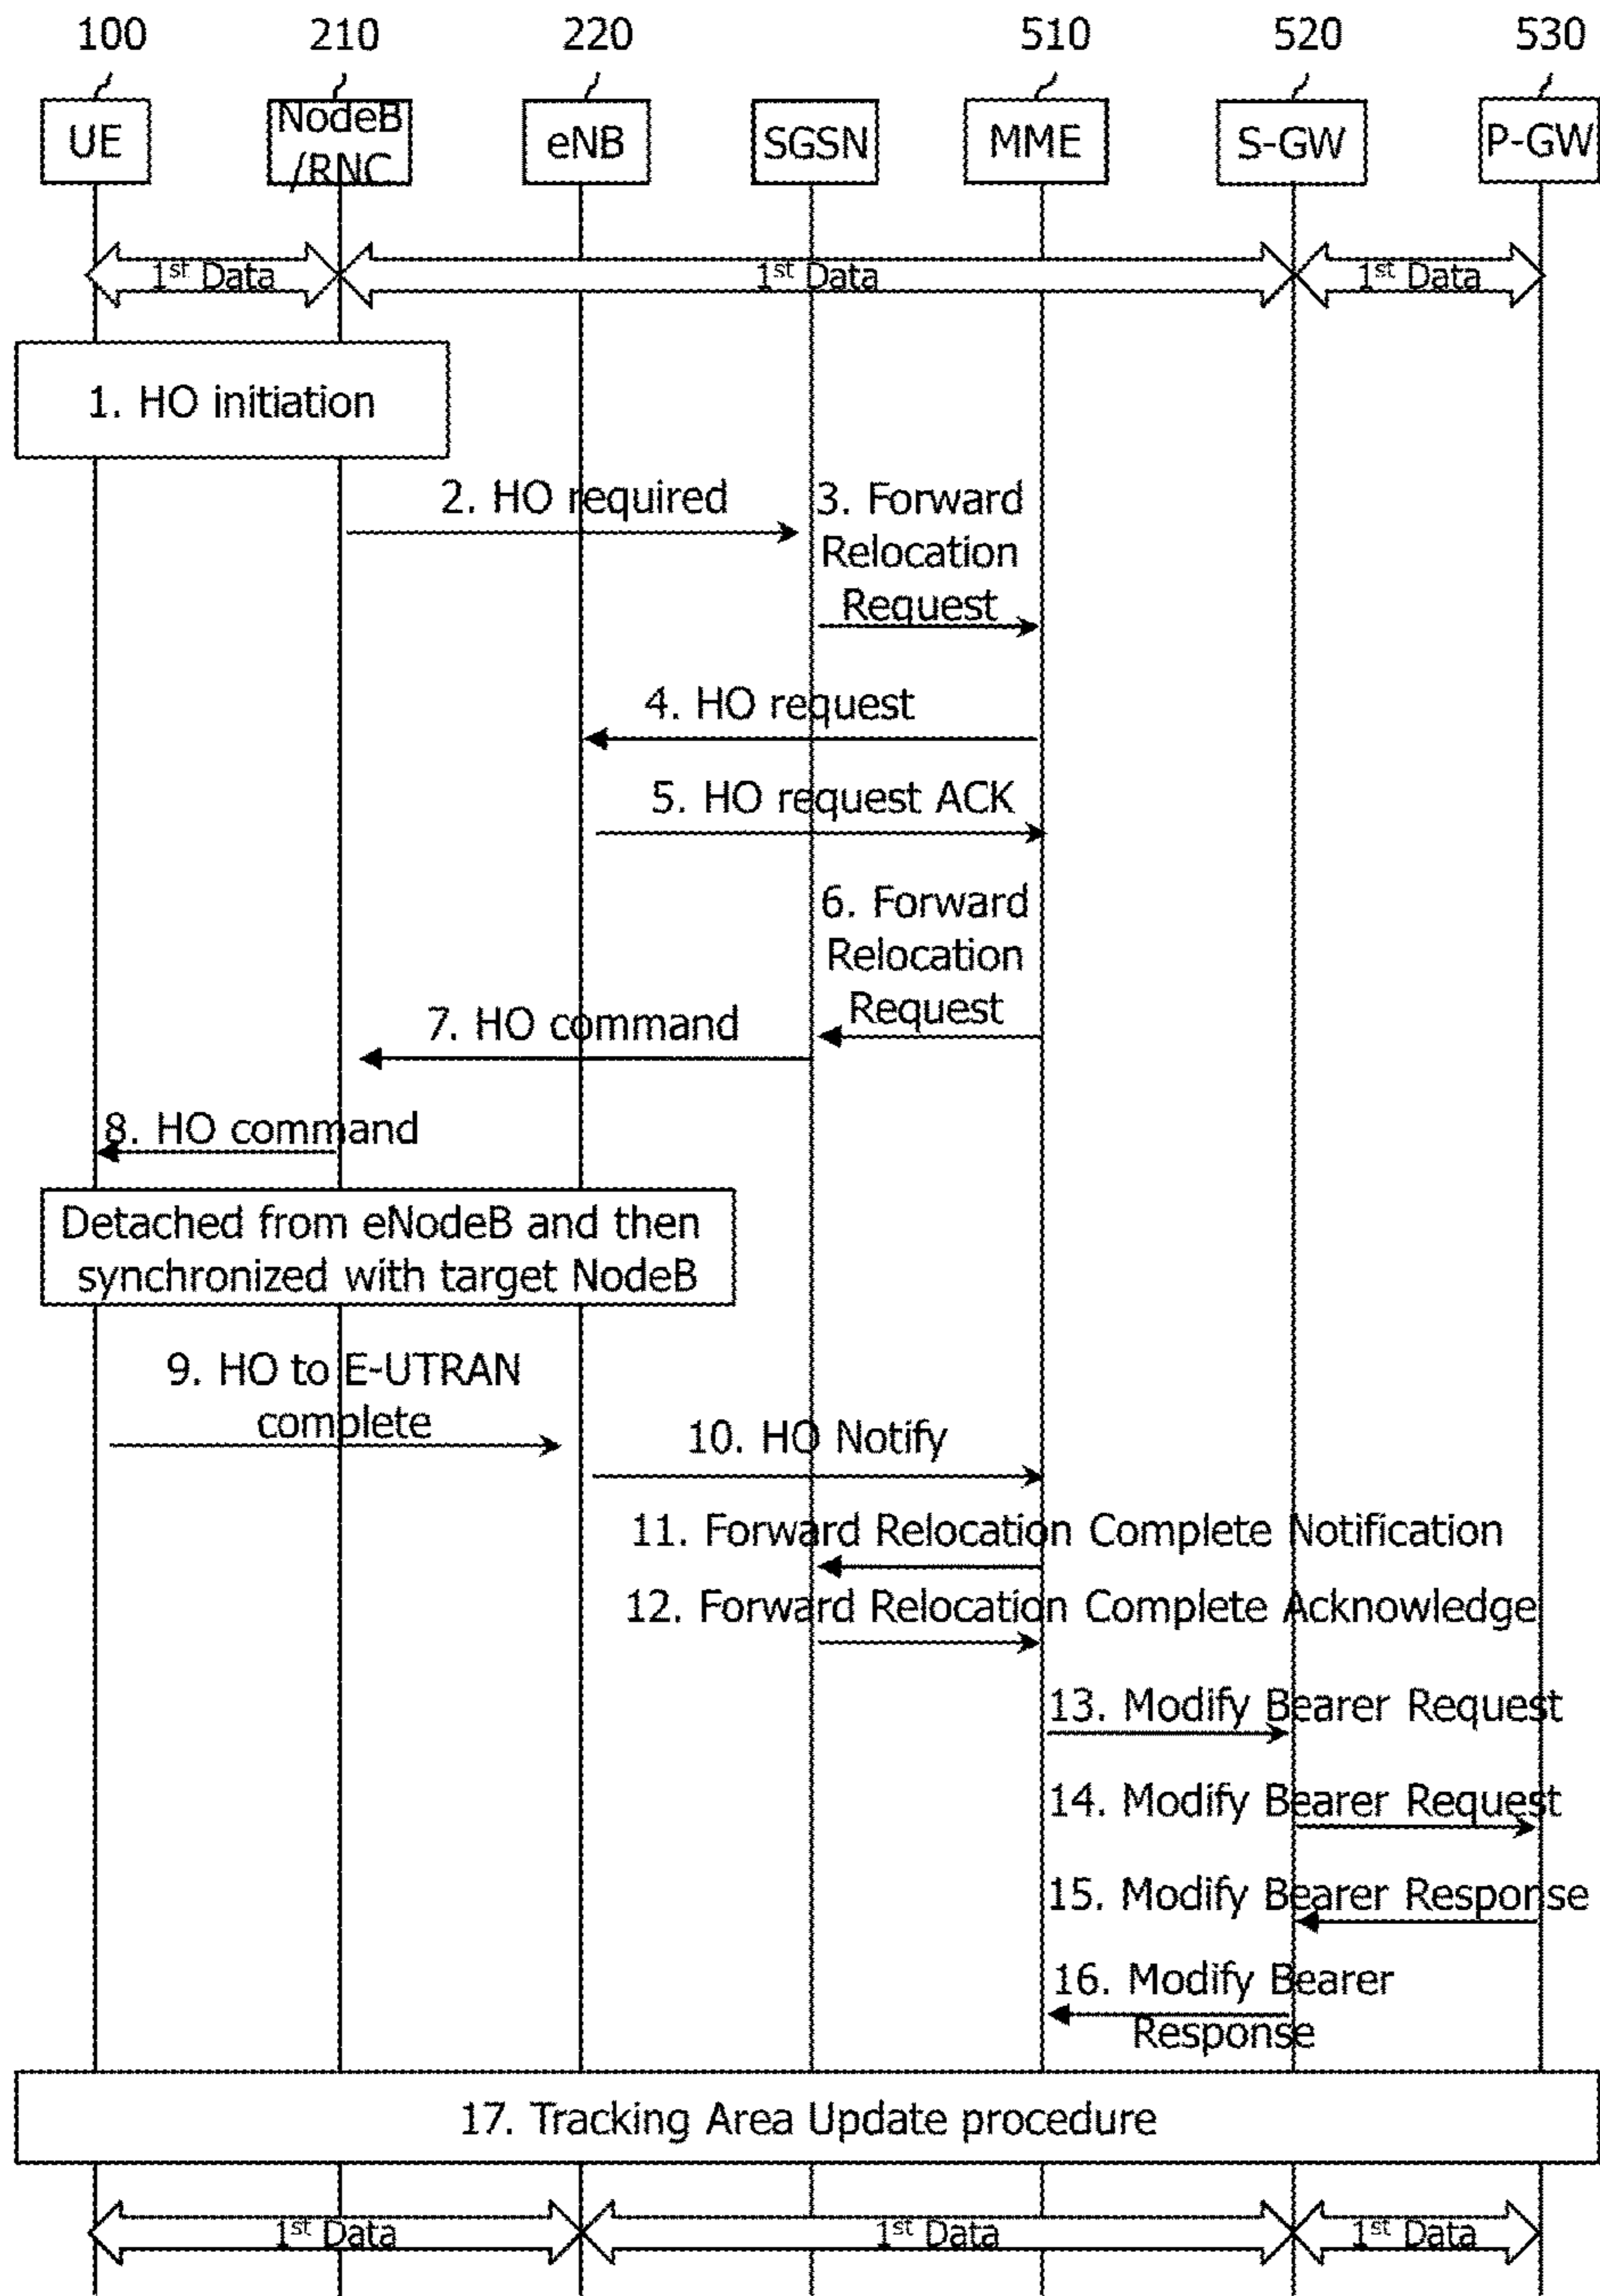 100 210 220 510 520 530
UE NodeB /RNC eNB SGSN MME S-GW P-GW
1st Data 1st Data 1st Data
1. HO initiation
2. HO required
3. Forward
Relocation
Request
4. HO request
5. HO request ACK
6. Forward
Relocation
Request
7. HO command
8. HO command
Detached from eNodeB and then
synchronized with target NodeB
9. HO to E-UTRAN
complete
10. HO Notify
11. Forward Relocation Complete Notification
12. Forward Relocation Complete Acknowledge
13. Modify Bearer Request
14. Modify Bearer Request
15. Modify Bearer Response
16. Modify Bearer
Response
17. Tracking Area Update procedure
1st Data 1st Data 1st Data